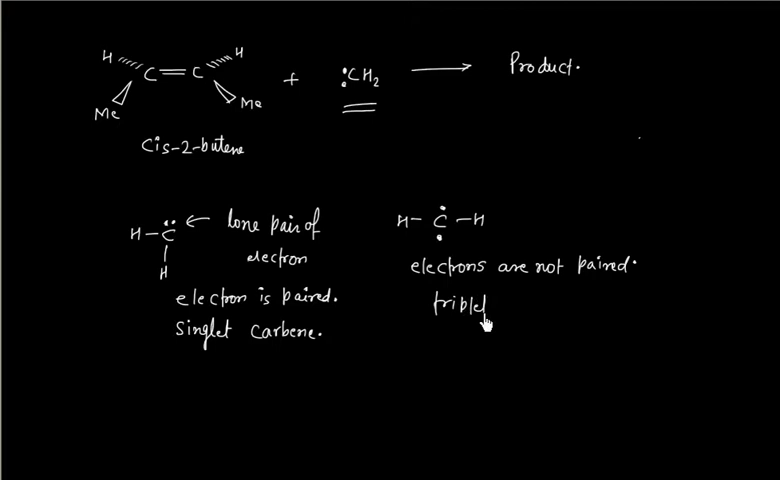 H H
C = C + :CH2 → Product.
Me Me
Cis-2-butene
H-C̈ ← lone pair of
electron
H
electron is paired.
Singlet Carbene.
H-Ċ-H
electrons are not paired.
triplet